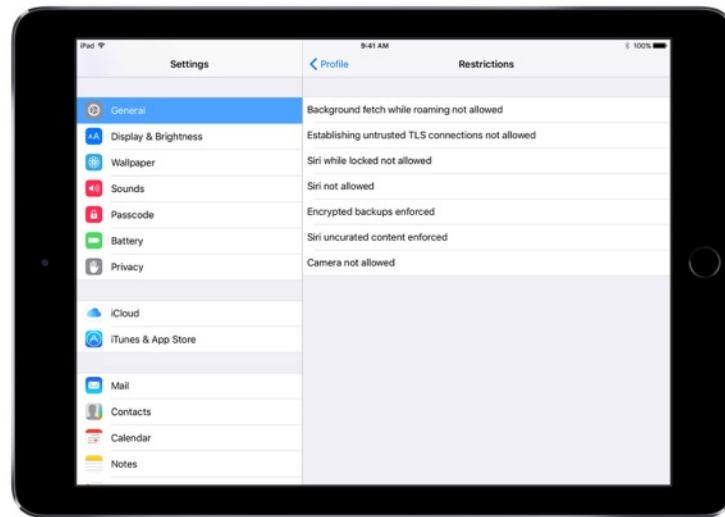 iPad
9:41 AM
100%
Settings
Profile
Restrictions
General
Display & Brightness
Wallpaper
Sounds
Passcode
Battery
Privacy
iCloud
iTunes & App Store
Mail
Contacts
Calendar
Notes
Background fetch while roaming not allowed
Establishing untrusted TLS connections not allowed
Siri while locked not allowed
Siri not allowed
Encrypted backups enforced
Siri uncurated content enforced
Camera not allowed